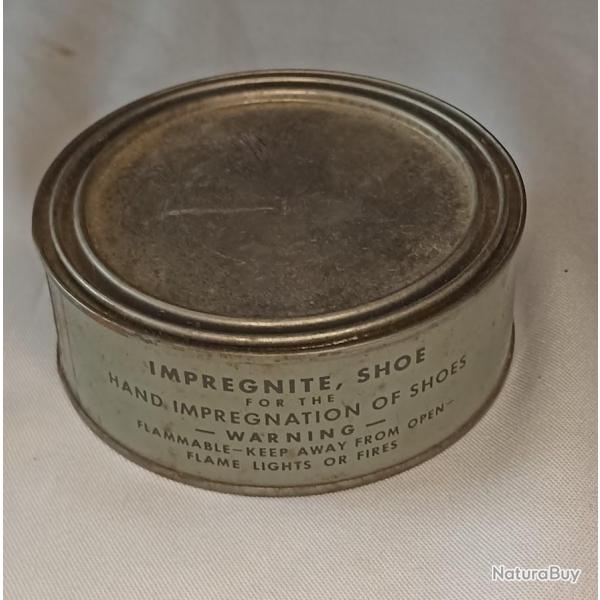 IMPREGNITE, SHOE
FOR THE
HAND IMPREGNATION OF SHOES
— WARNING —
FLAMMABLE—KEEP AWAY FROM OPEN-
FLAME LIGHTS OR FIRES
NaturaBuy